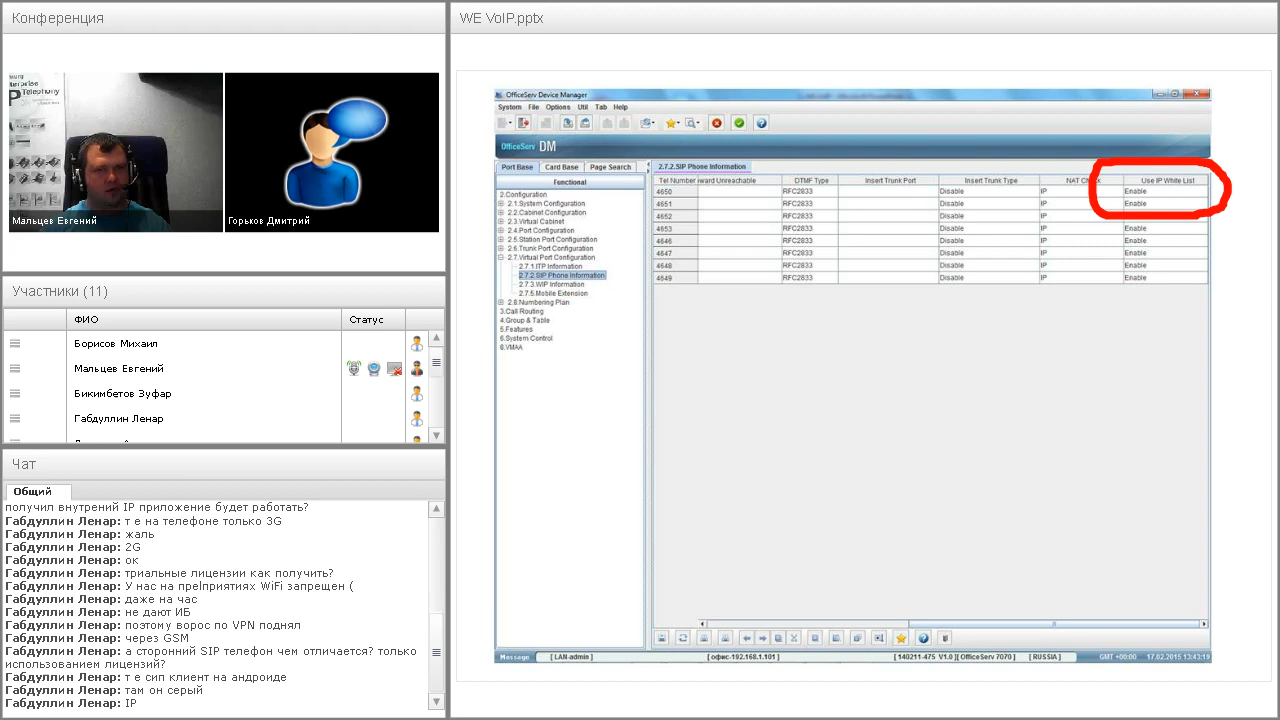 Конференция
Мальцев Евгений
Горьков Дмитрий
Участники (11)
ФИО Статус
Борисов Михаил
Мальцев Евгений
Бикимбетов Зуфар
Габдуллин Ленар
Чат
Общий
получил внутрений IP приложение будет работать?
Габдуллин Ленар: т е на телефоне только 3G
Габдуллин Ленар: жаль
Габдуллин Ленар: 2G
Габдуллин Ленар: ок
Габдуллин Ленар: триальные лицензии как получить?
Габдуллин Ленар: У нас на преlприятиях WiFi запрещен (
Габдуллин Ленар: даже на час
Габдуллин Ленар: не дают ИБ
Габдуллин Ленар: поэтому ворос по VPN поднял
Габдуллин Ленар: через GSM
Габдуллин Ленар: а сторонний SIP телефон чем отличается? только
использованием лицензий?
Габдуллин Ленар: т е сип клиент на андроиде
Габдуллин Ленар: там он серый
Габдуллин Ленар: IP
WE VoIP.pptx
OfficeServ Device Manager
System File Options Util Tab Help
OfficeServ DM
Port Base Card Base Page Search
Functional
2.Configuration
2.1.System Configuration
2.2.Cabinet Configuration
2.3.Virtual Cabinet
2.4.Port Configuration
2.5.Station Port Configuration
2.6.Trunk Port Configuration
2.7.Virtual Port Configuration
2.7.1.ITP Information
2.7.2.SIP Phone Information
2.7.3.WIP Information
2.7.5.Mobile Extension
2.8.Numbering Plan
3.Call Routing
4.Group & Table
5.Features
6.System Control
8.VMAA
2.7.2.SIP Phone Information
Tel Number rward Unreachable DTMF Type Insert Trunk Port Insert Trunk Type NAT Ch Use IP White List
4650 RFC2833 Disable IP Enable
4651 RFC2833 Disable IP Enable
4652 RFC2833 Disable IP
4653 RFC2833 Disable IP Enable
4646 RFC2833 Disable IP Enable
4647 RFC2833 Disable IP Enable
4648 RFC2833 Disable IP Enable
4649 RFC2833 Disable IP Enable
Message [ LAN-admin ] [ офис-192.168.1.101 ] [ 140211-475 V1.0 ][ OfficeServ 7070 ] [ RUSSIA ] GMT +00:00 17.02.2015 13:43:19